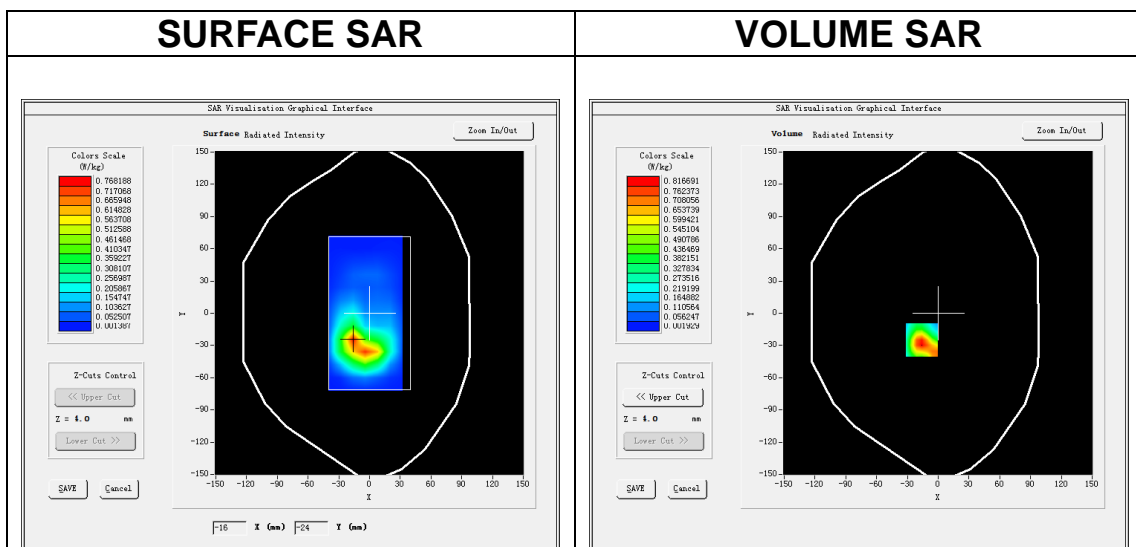 SURFACE SAR
VOLUME SAR
SAR Visualisation Graphical Interface
Surface Radiated Intensity
Zoom In/Out
Colors Scale
(W/kg)
0.768188
0.717068
0.665948
0.614828
0.563708
0.512588
0.461468
0.410347
0.359227
0.308107
0.256987
0.205867
0.154747
0.103627
0.052507
0.001387
Z-Cuts Control
<< Upper Cut
Z = 4.0 mm
Lower Cut >>
SAVE Cancel
150
120
90
60
30
0
-30
-60
-90
-120
-150
Y
-150 -120 -90 -60 -30 0 30 60 90 120 150
X
-16 X (mm) -24 Y (mm)
SAR Visualisation Graphical Interface
Volume Radiated Intensity
Zoom In/Out
Colors Scale
(W/kg)
0.816691
0.762373
0.708056
0.653739
0.599421
0.545104
0.490786
0.436469
0.382151
0.327834
0.273516
0.219199
0.164882
0.110564
0.056247
0.001929
Z-Cuts Control
<< Upper Cut
Z = 4.0 mm
Lower Cut >>
SAVE Cancel
150
120
90
60
30
0
-30
-60
-90
-120
-150
Y
-150 -120 -90 -60 -30 0 30 60 90 120 150
X